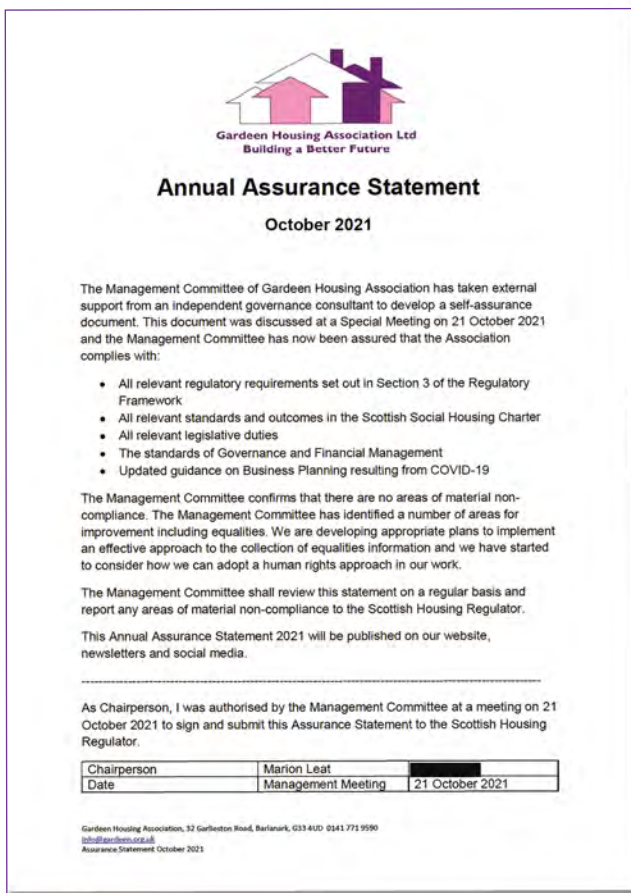 Gardeen Housing Association Ltd
Building a Better Future
Annual Assurance Statement
October 2021
The Management Committee of Gardeen Housing Association has taken external
support from an independent governance consultant to develop a self-assurance
document. This document was discussed at a Special Meeting on 21 October 2021
and the Management Committee has now been assured that the Association
complies with:
• All relevant regulatory requirements set out in Section 3 of the Regulatory
Framework
• All relevant standards and outcomes in the Scottish Social Housing Charter
• All relevant legislative duties
• The standards of Governance and Financial Management
• Updated guidance on Business Planning resulting from COVID-19
The Management Committee confirms that there are no areas of material non-
compliance. The Management Committee has identified a number of areas for
improvement including equalities. We are developing appropriate plans to implement
an effective approach to the collection of equalities information and we have started
to consider how we can adopt a human rights approach in our work.
The Management Committee shall review this statement on a regular basis and
report any areas of material non-compliance to the Scottish Housing Regulator.
This Annual Assurance Statement 2021 will be published on our website,
newsletters and social media.
As Chairperson, I was authorised by the Management Committee at a meeting on 21
October 2021 to sign and submit this Assurance Statement to the Scottish Housing
Regulator.
Chairperson Marion Leat
Date Management Meeting 21 October 2021
Gardeen Housing Association, 32 Garlieston Road, Barlanark, G33 4UD 0141 771 9590
info@gardeen.org.uk
Assurance Statement October 2021